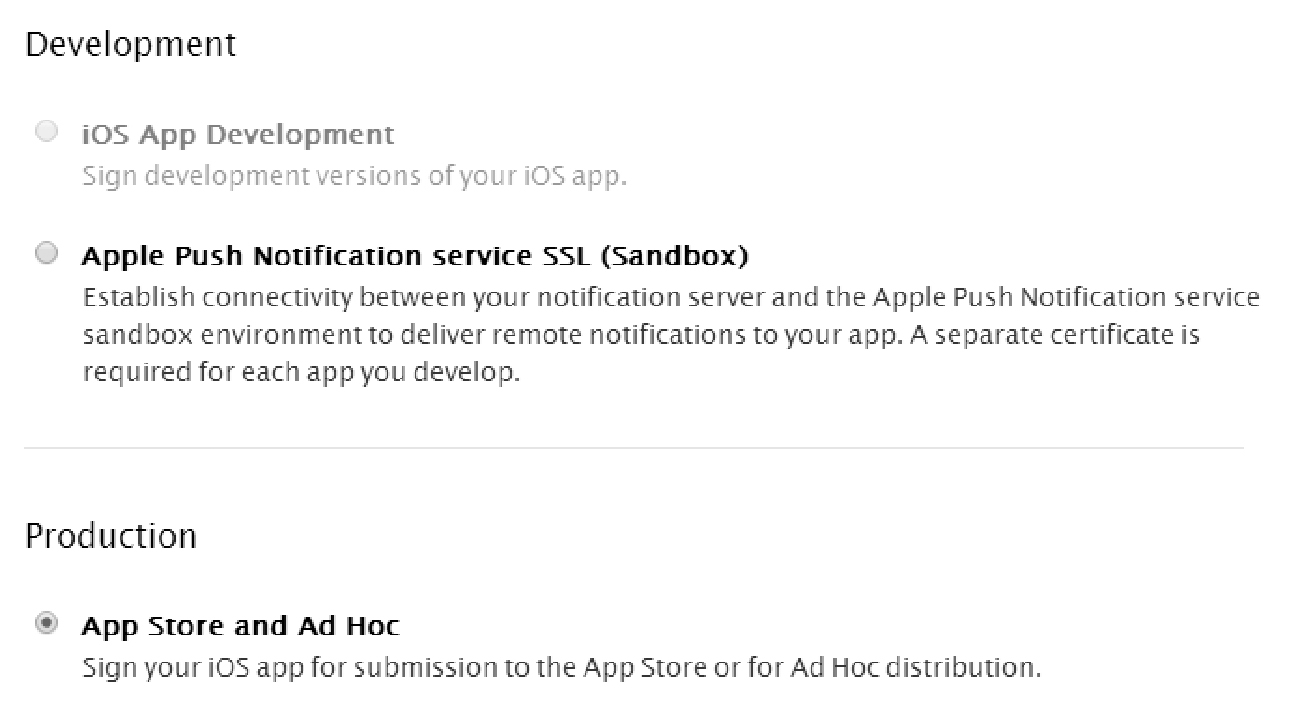 Development
iOS App Development
Sign development versions of your iOS app.
Apple Push Notification service SSL (Sandbox)
Establish connectivity between your notification server and the Apple Push Notification service
sandbox environment to deliver remote notifications to your app. A separate certificate is
required for each app you develop.
Production
App Store and Ad Hoc
Sign your iOS app for submission to the App Store or for Ad Hoc distribution.